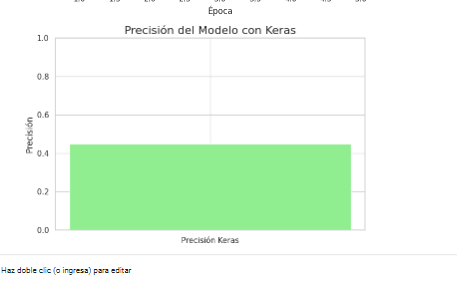 Época
Precisión del Modelo con Keras
1.0
0.8
0.6
Precisión
0.4
0.2
0.0
Precisión Keras
Haz doble clic (o ingresa) para editar